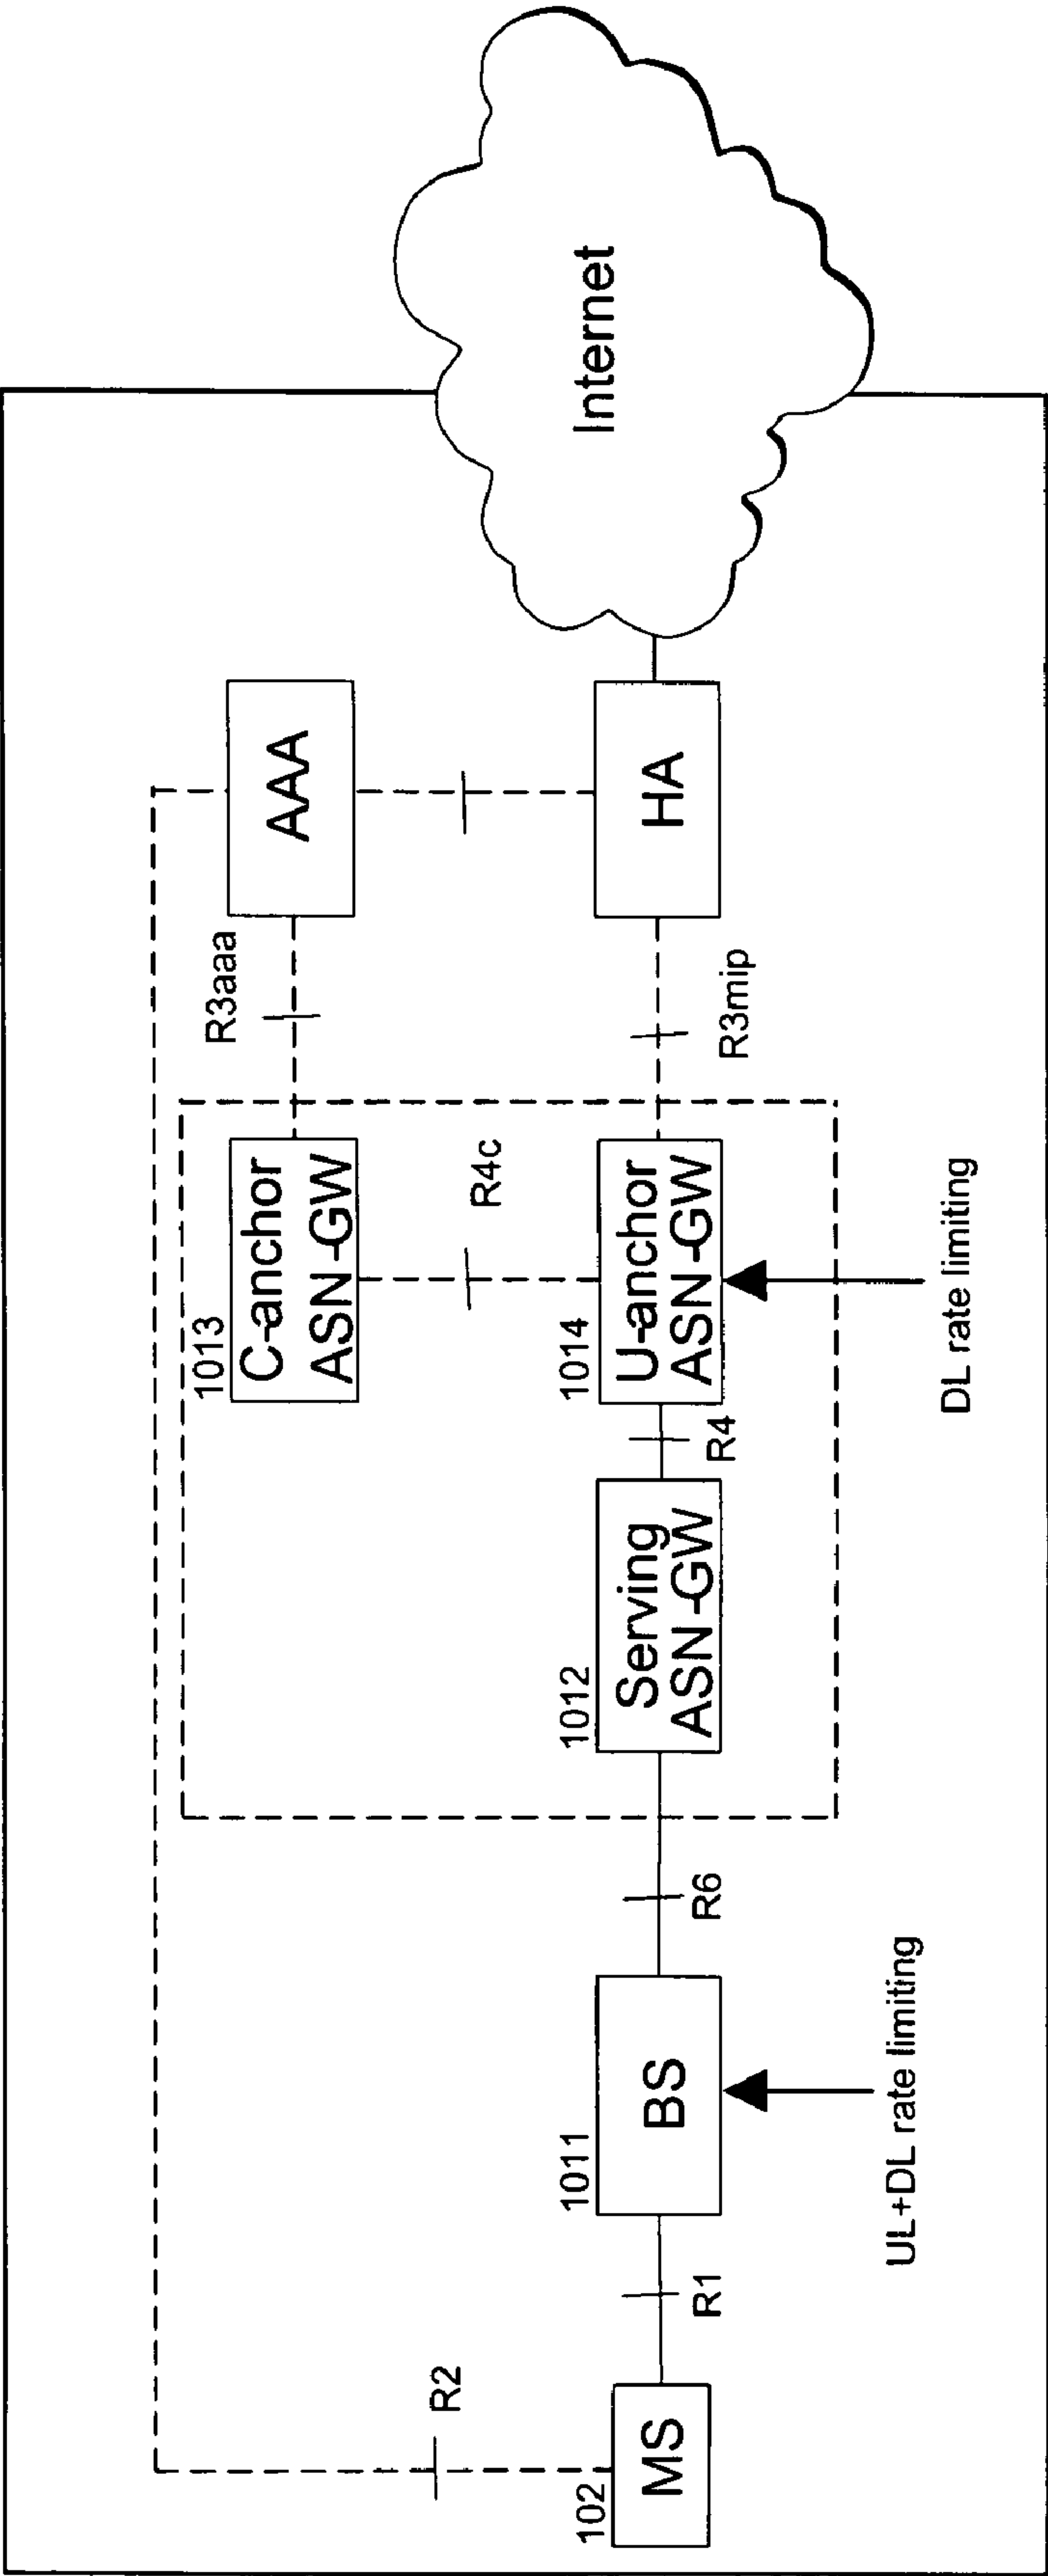 R2
102
MS
R1
1011
BS
UL+DL rate limiting
R6
1012
Serving
ASN-GW
R4
1013
C-anchor
ASN-GW
R4c
1014
U-anchor
ASN-GW
DL rate limiting
R3aaa
R3mip
AAA
HA
Internet